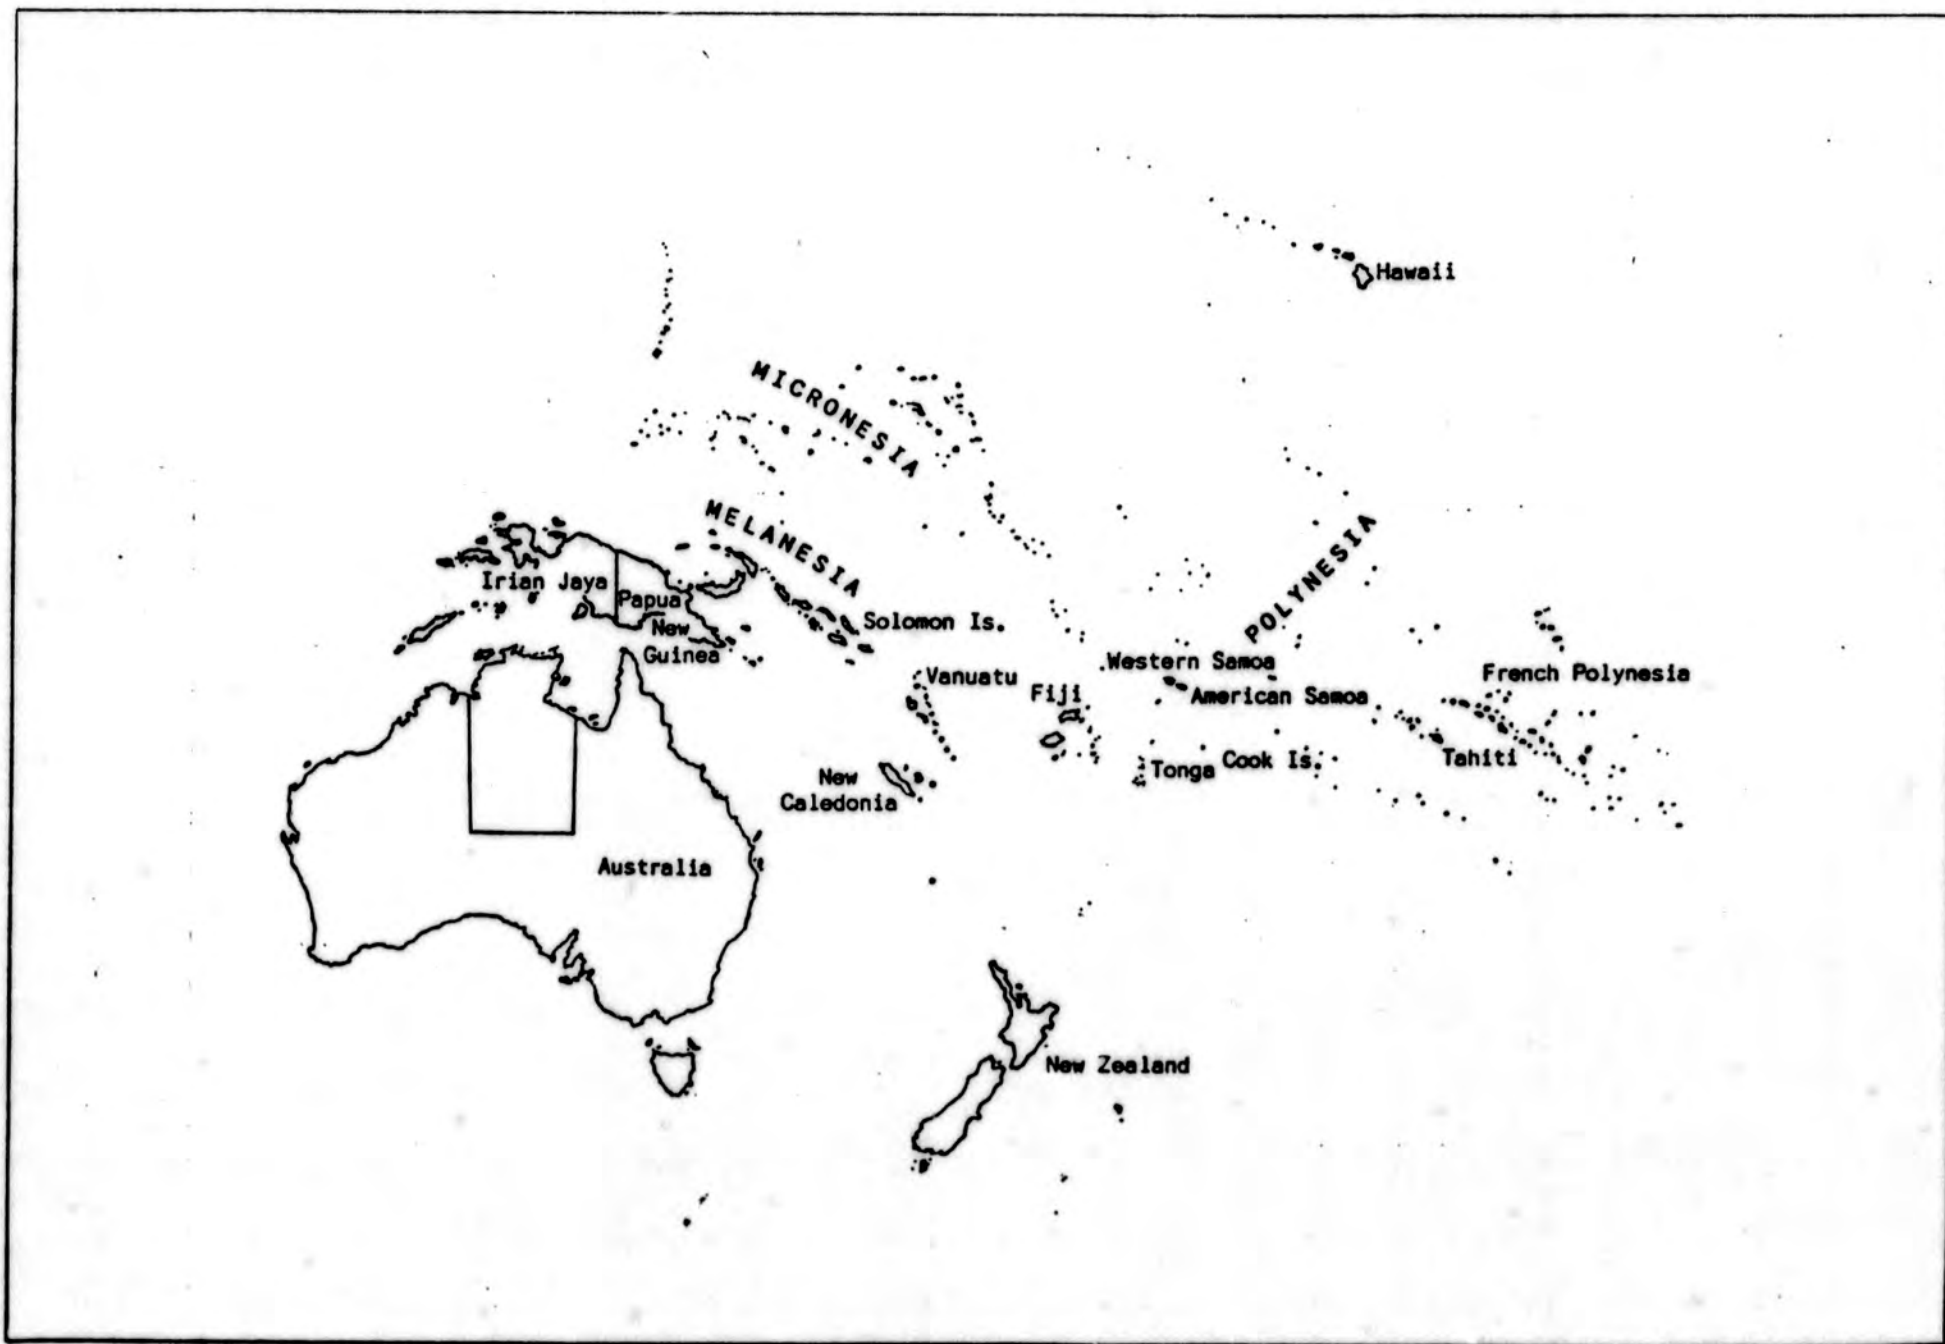 Hawaii
MICRONESIA
MELANESIA
POLYNESIA
Irian Jaya
Papua
New
Guinea
Solomon Is.
Vanuatu
Fiji
Western Samoa
American Samoa
French Polynesia
Tahiti
Tonga
Cook Is.
New
Caledonia
Australia
New Zealand